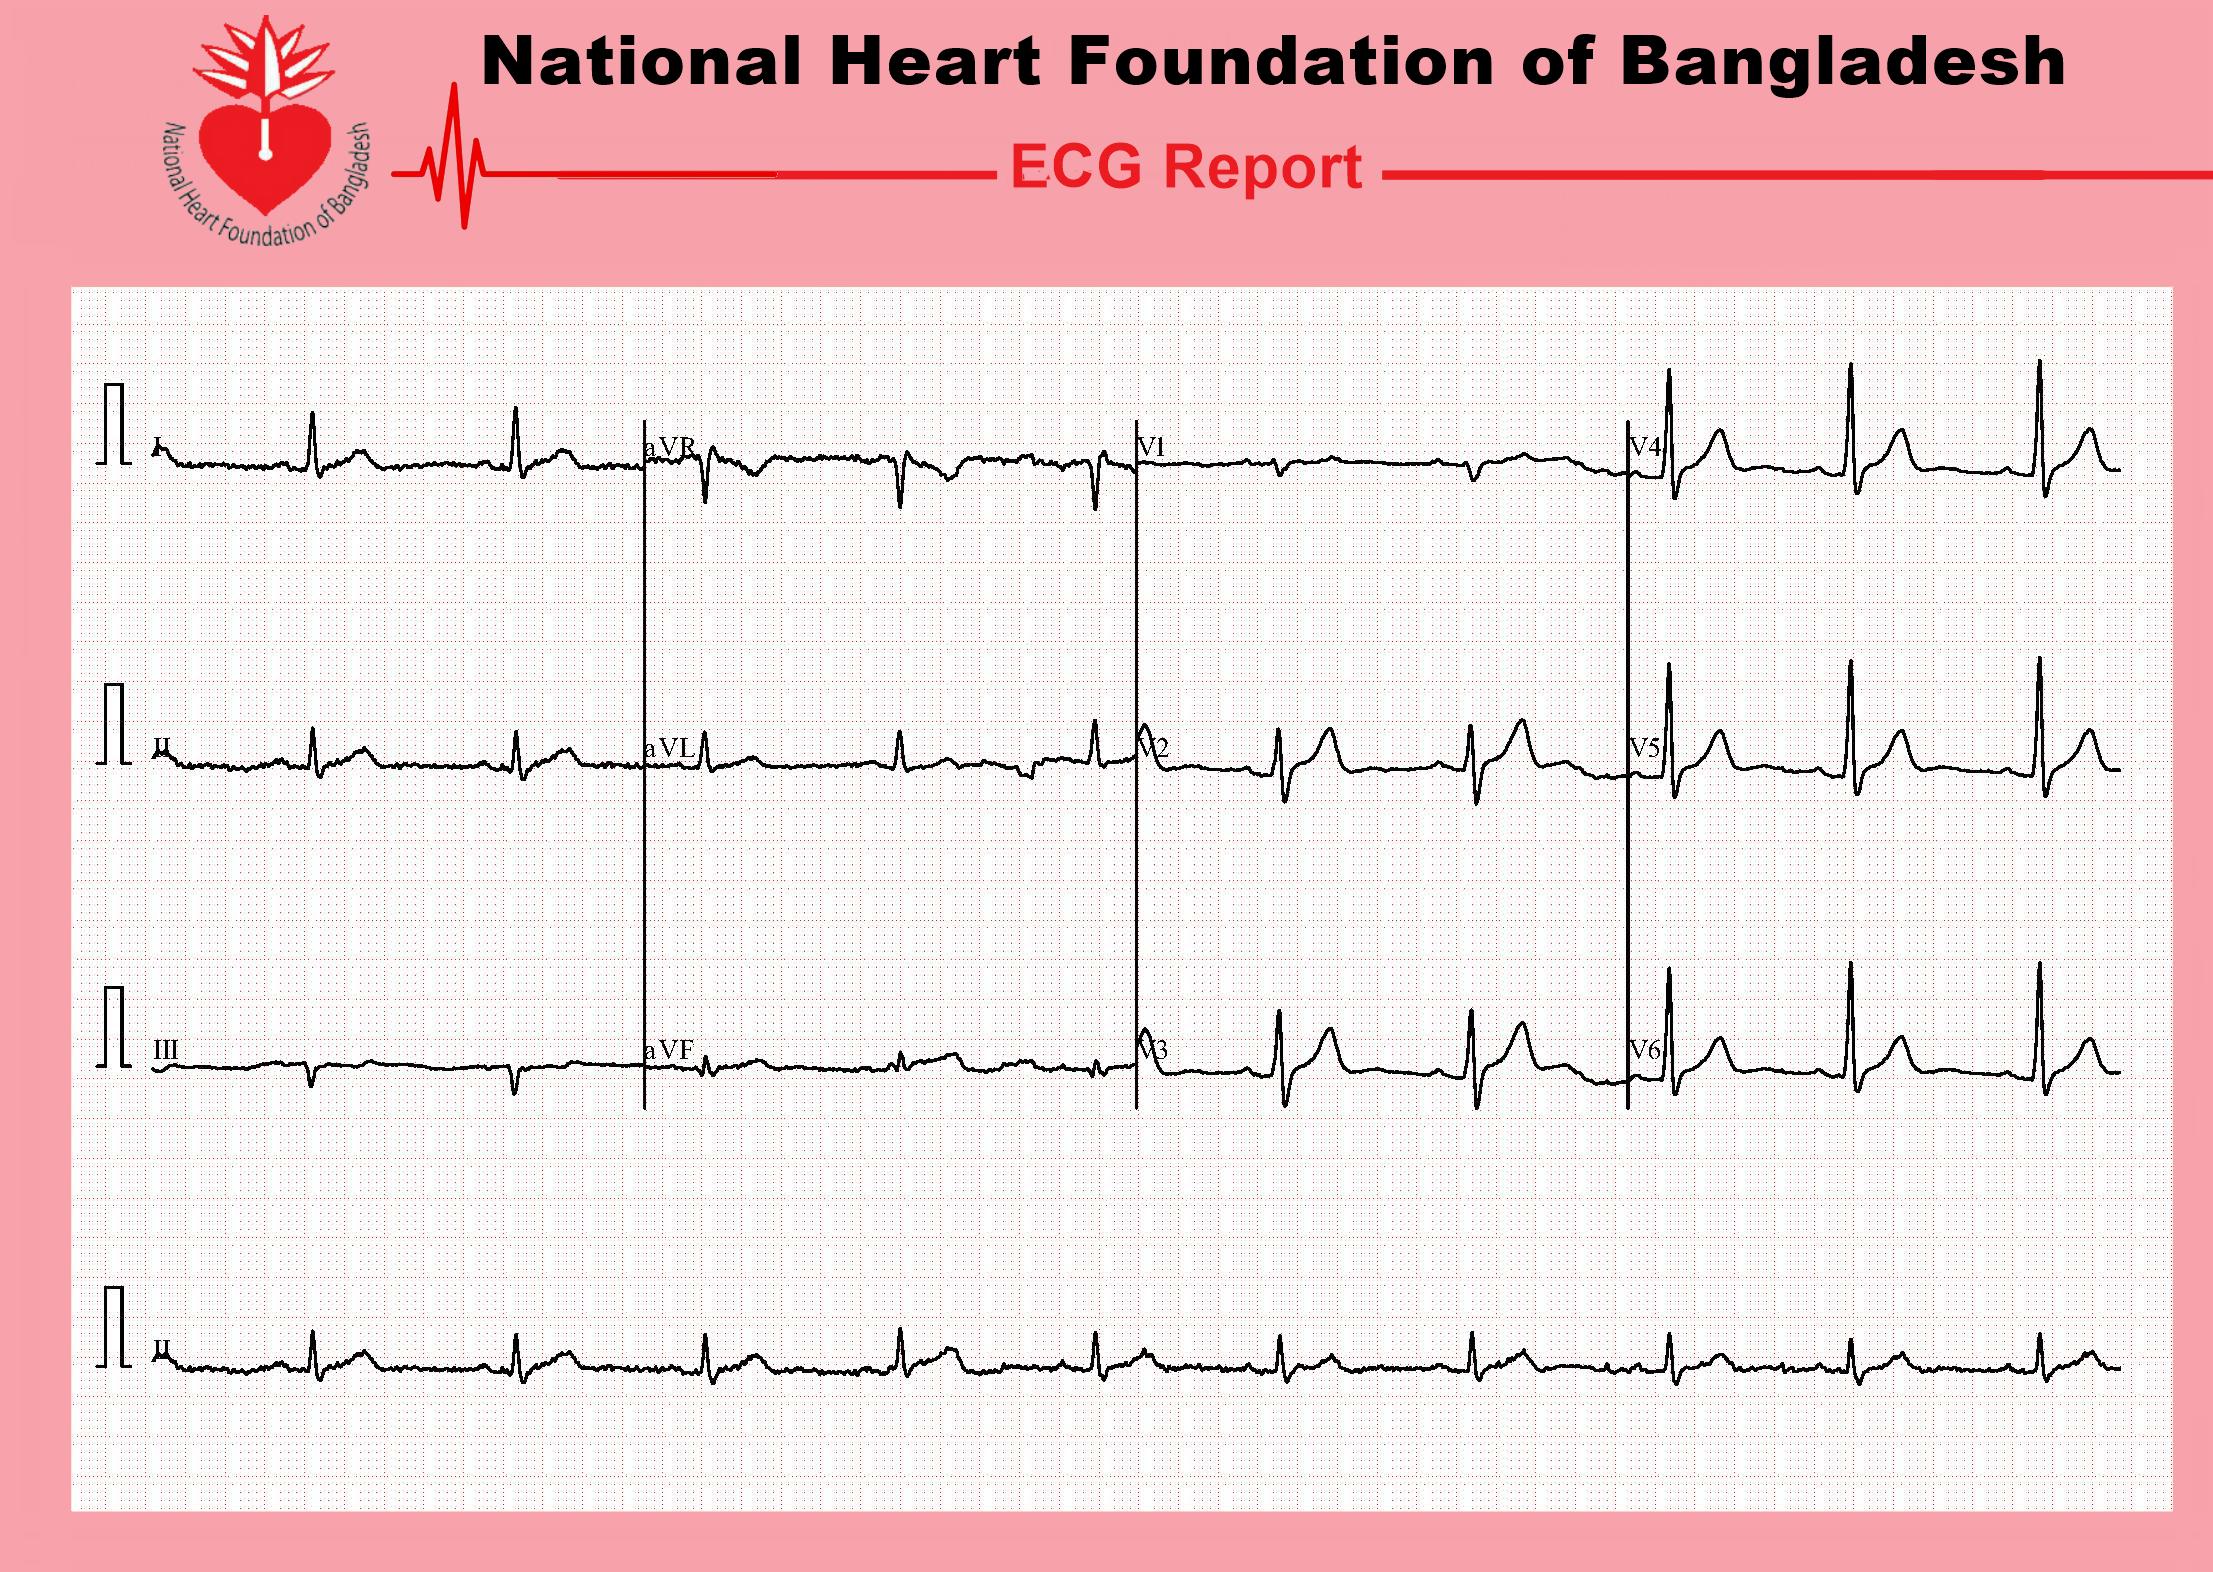 National Heart Foundation of Bangladesh
National Heart Foundation of Bangladesh
ECG Report
I aVR V1 V4
II aVL V2 V5
III aVF V3 V6
II